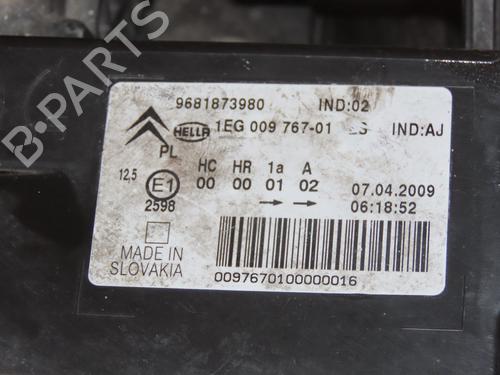 B-PARTS
9681873980 IND:02
HELLA 1EG 009 767-01 IND:AJ
PL HC HR 1a A
12,5 E1 00 00 01 02 07.04.2009
2598 06:18:52
MADE IN
SLOVAKIA
00976701000000016